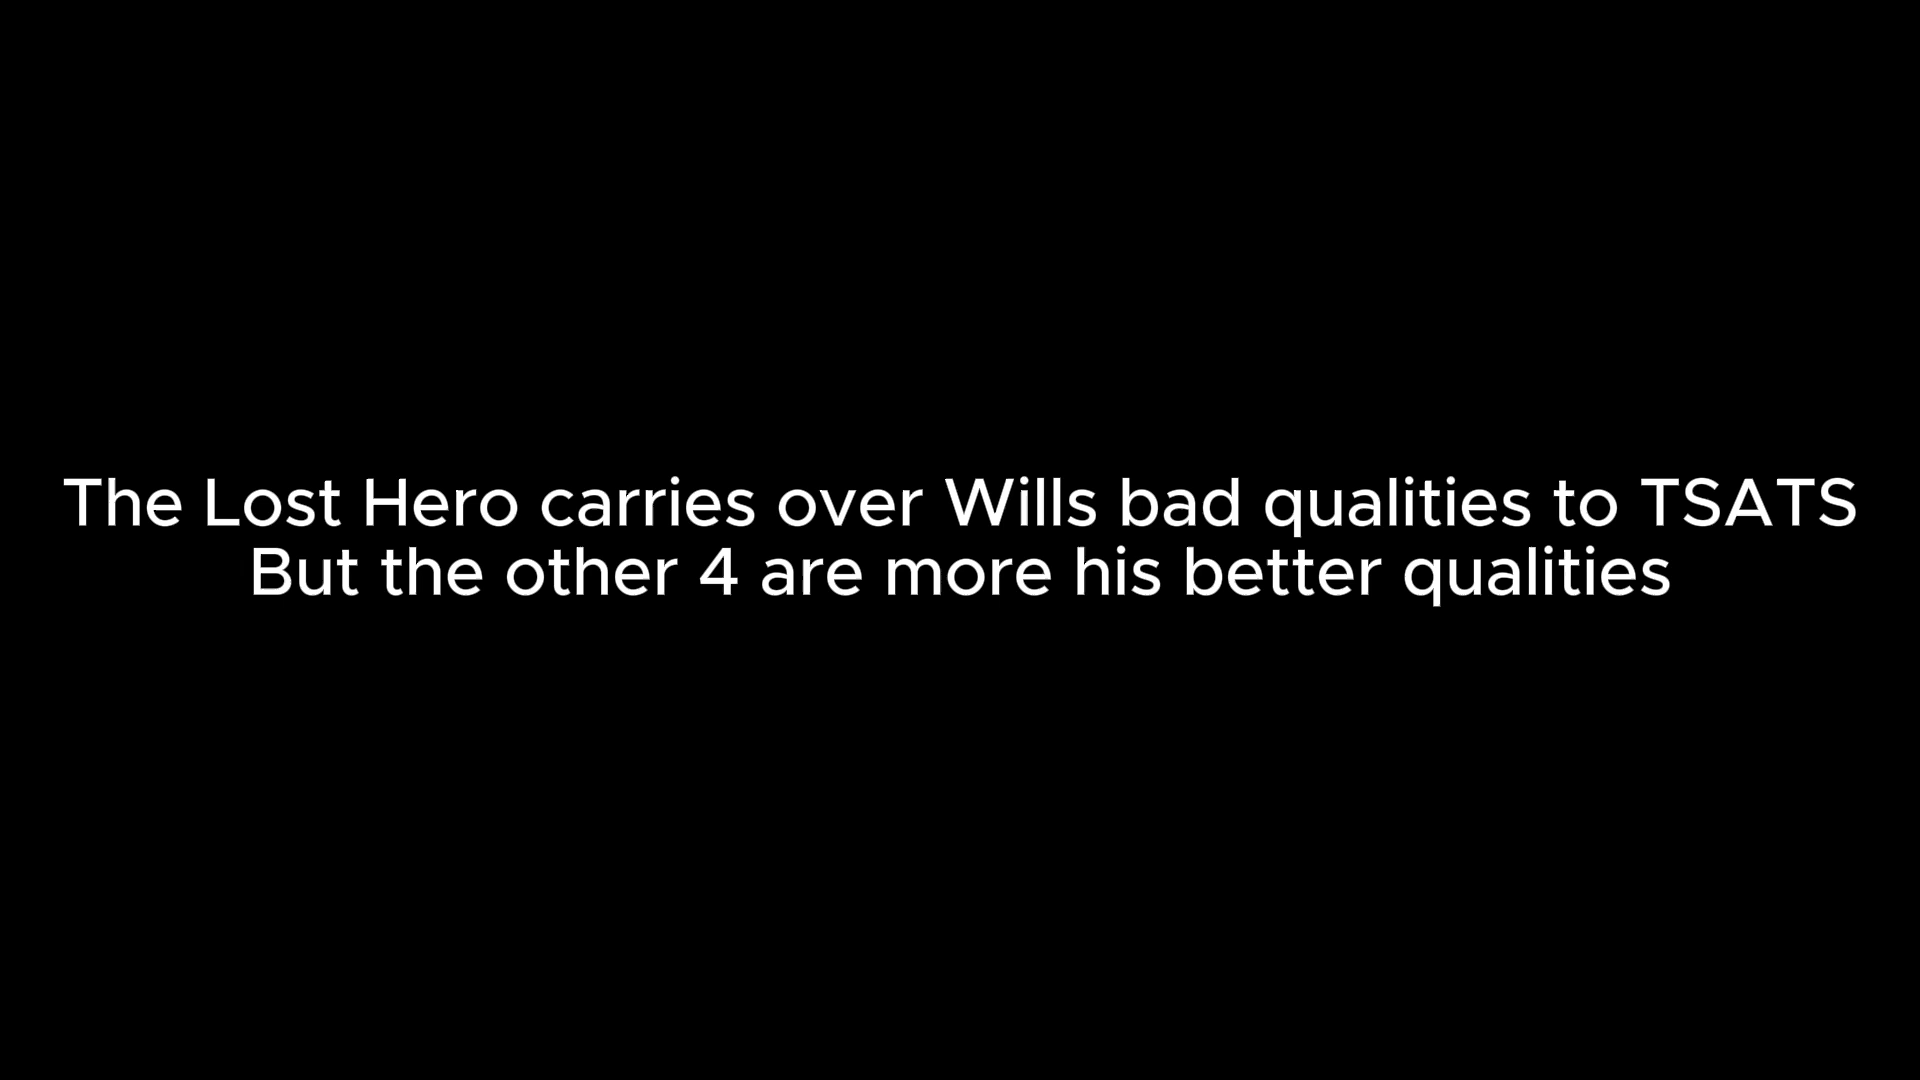 The Lost Hero carries over Wills bad qualities to TSATS
But the other 4 are more his better qualities